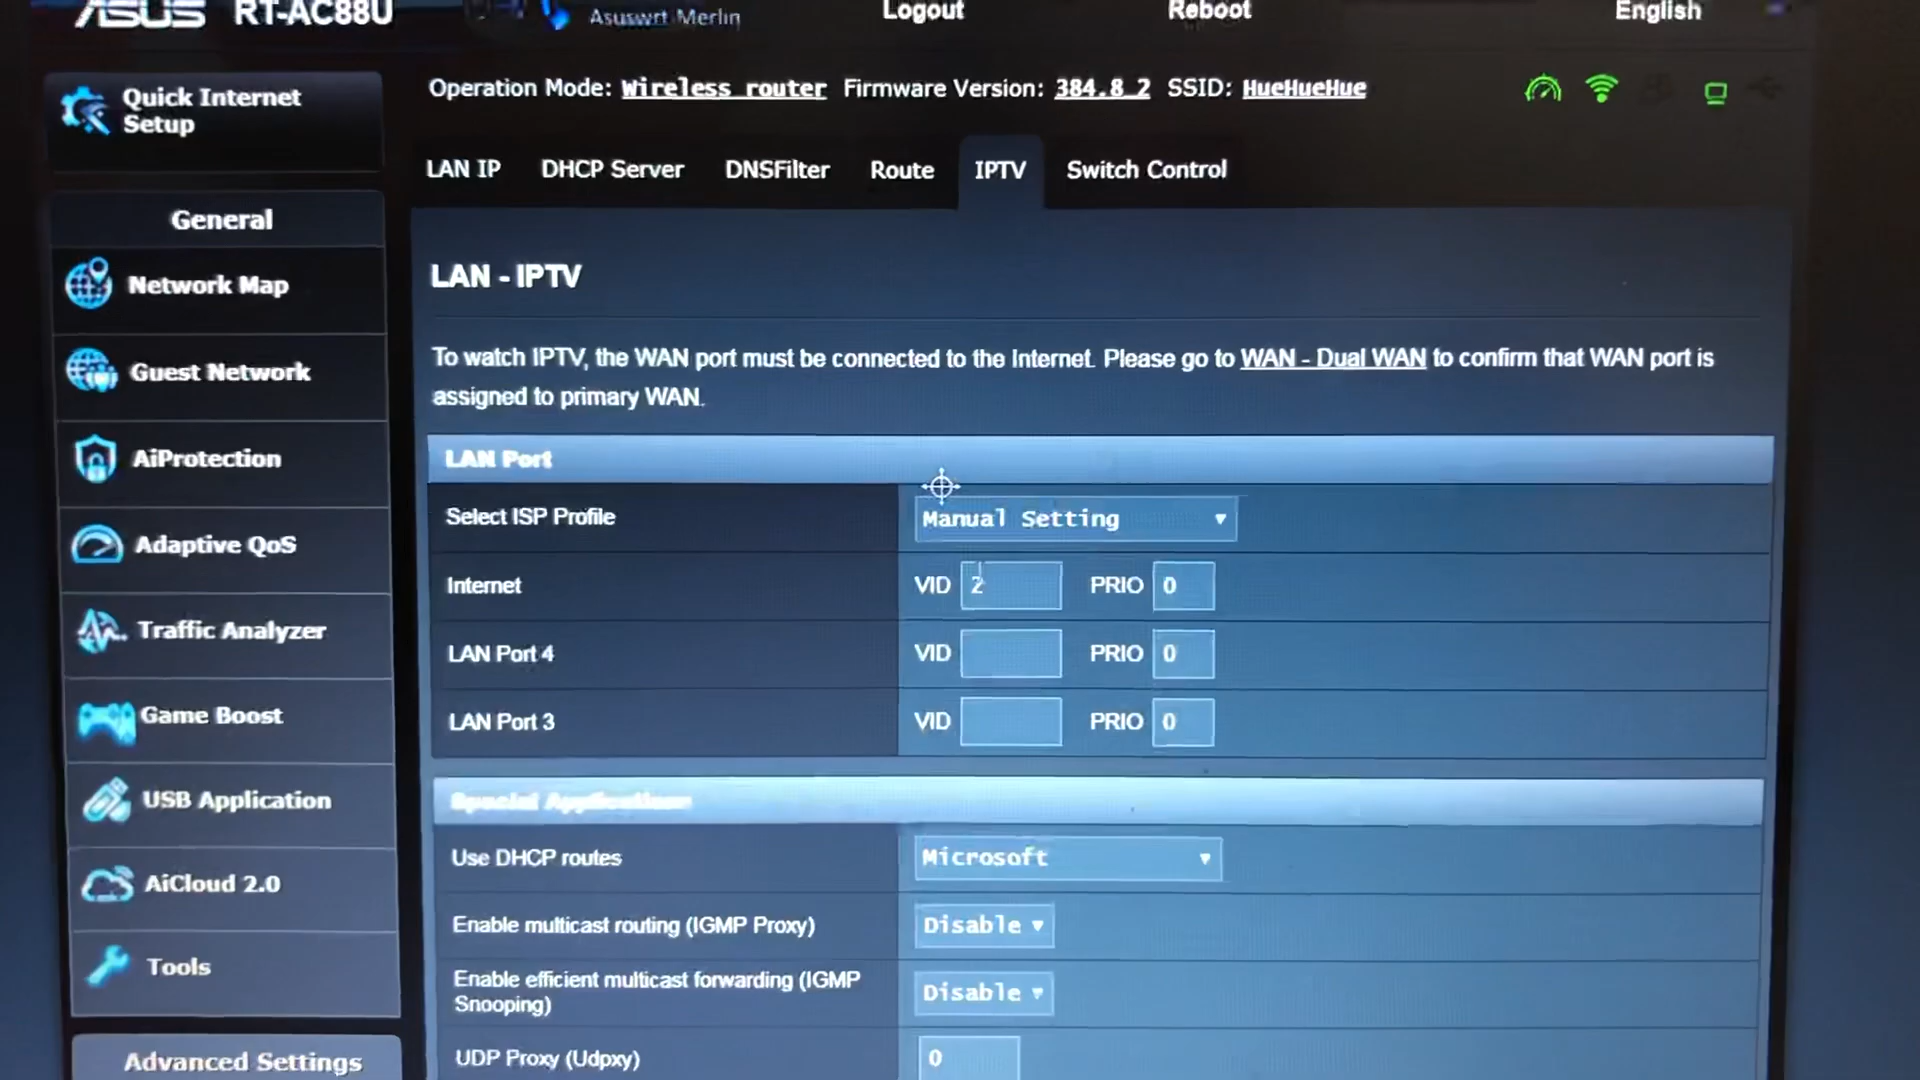 ASUS RT-AC88U Asuswrt Merlin Logout Reboot English
Operation Mode: Wireless router Firmware Version: 384.8_2 SSID: HueHueHue
Quick Internet
Setup
LAN IP DHCP Server DNSFilter Route IPTV Switch Control
General
Network Map
Guest Network
AiProtection
Adaptive QoS
Traffic Analyzer
Game Boost
USB Application
AiCloud 2.0
Tools
Advanced Settings
LAN - IPTV
To watch IPTV, the WAN port must be connected to the Internet. Please go to WAN - Dual WAN to confirm that WAN port is
assigned to primary WAN.
LAN Port
Select ISP Profile Manual Setting
Internet VID 2 PRIO 0
LAN Port 4 VID PRIO 0
LAN Port 3 VID PRIO 0
Special Applications
Use DHCP routes Microsoft
Enable multicast routing (IGMP Proxy) Disable
Enable efficient multicast forwarding (IGMP
Snooping) Disable
UDP Proxy (Udpxy) 0